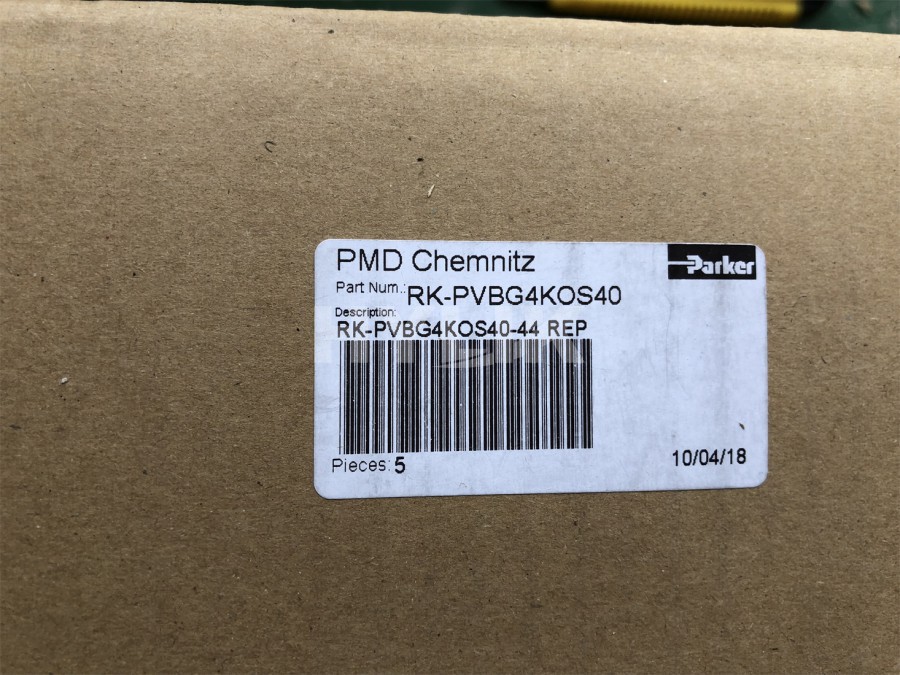 PMD Chemnitz
Parker
Part Num.:RK-PVBG4KOS40
Description:
RK-PVBG4KOS40-44 REP
Pieces: 5
10/04/18